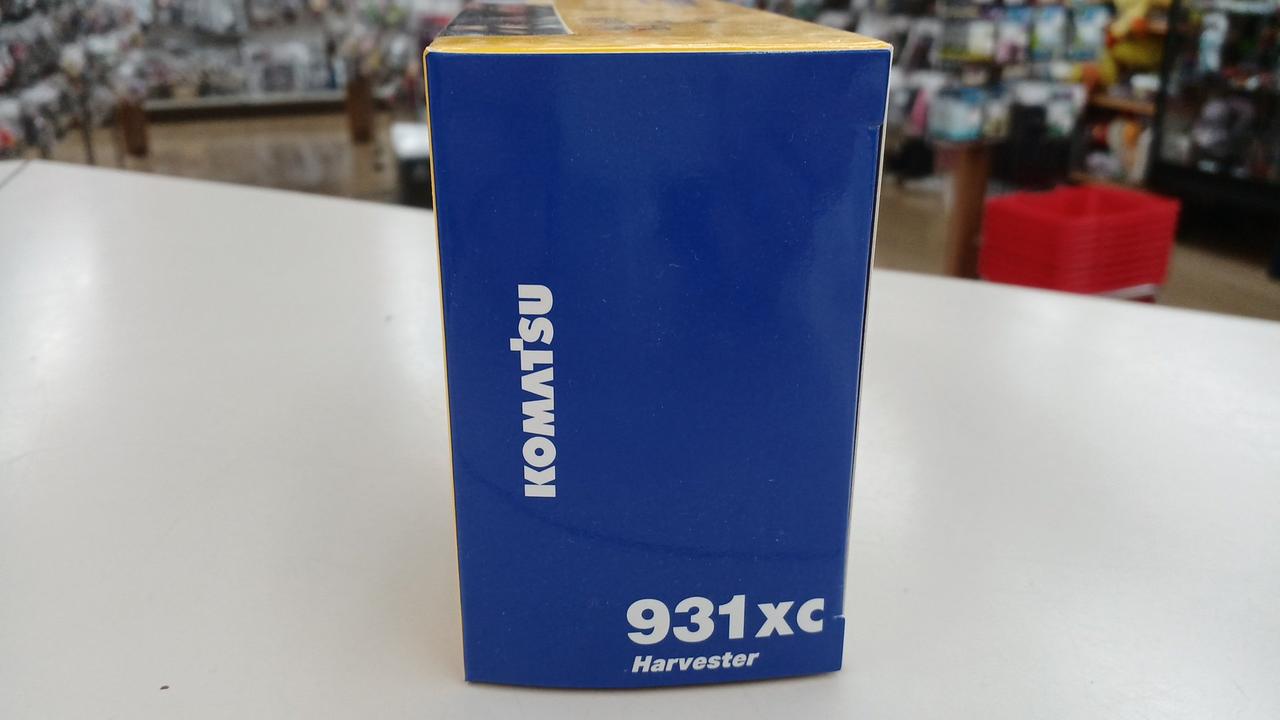 KOMATSU
931xc
Harvester